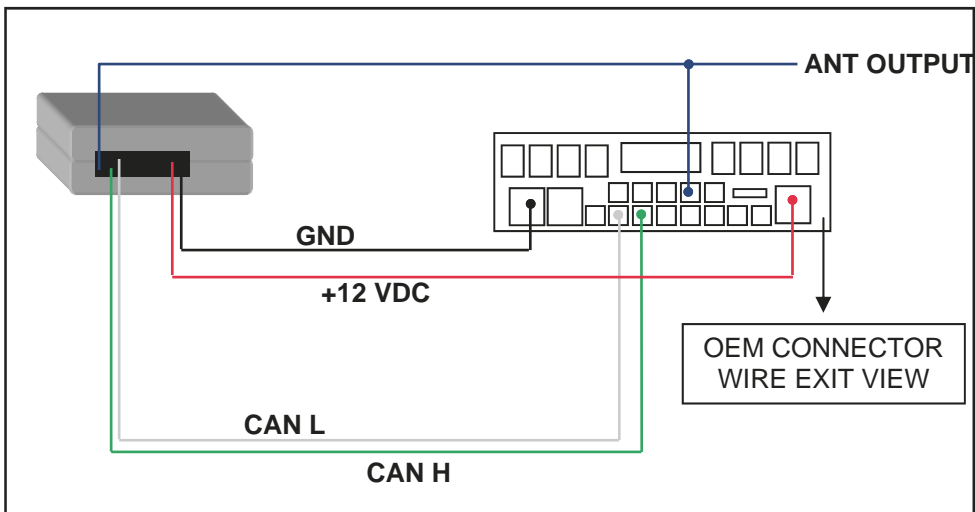 ANT OUTPUT
GND
+12 VDC
OEM CONNECTOR
WIRE EXIT VIEW
CAN L
CAN H